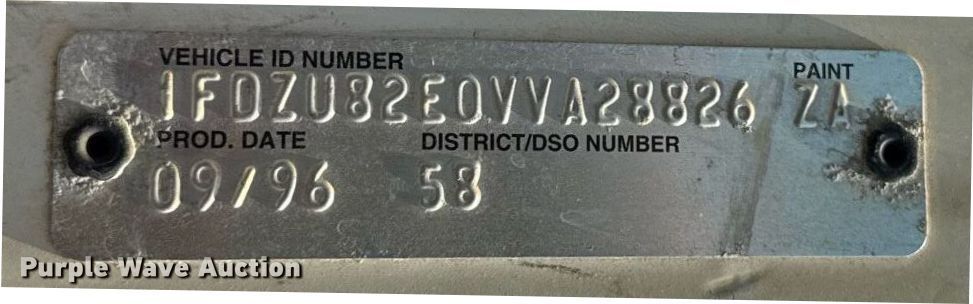 VEHICLE ID NUMBER PAINT
1FDZU82E0VVA28826 ZA
PROD. DATE DISTRICT/DSO NUMBER
09/96 58
Purple Wave Auction